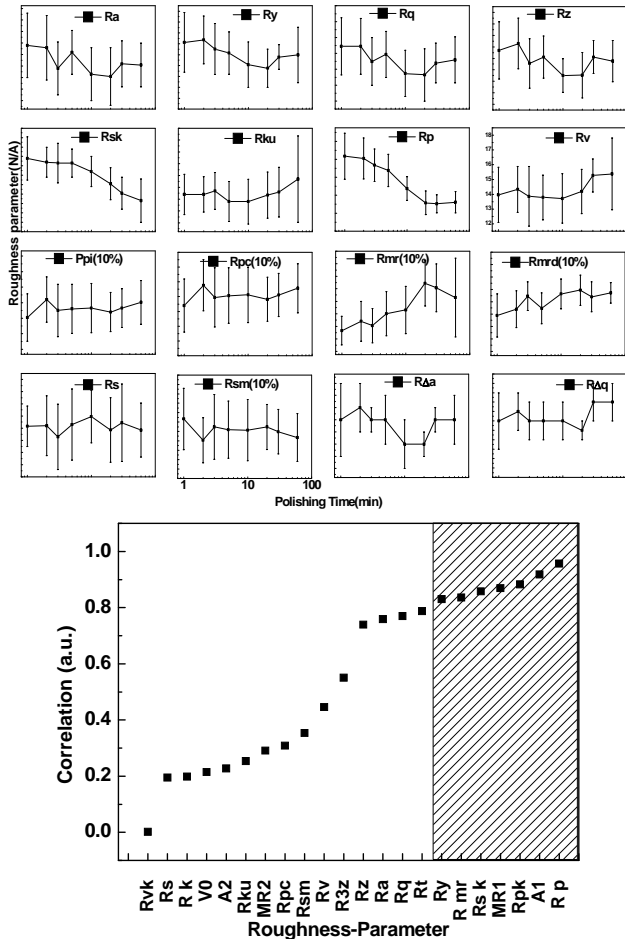 Ra Ry Rq Rz
Rsk Rku Rp Rv
18
17
16
15
14
13
12
Roughness parameter(N/A)
Ppi(10%) Rpc(10%) Rmr(10%) Rmrd(10%)
Rs Rsm(10%) RΔa RΔq
1 10 100
Polishing Time(min)
1.0
0.8
0.6
0.4
0.2
0.0
Correlation (a.u.)
Rvk Rs R k V0 A2 Rku MR2 Rpc Rsm Rv R3z Rz Ra Rq Rt Ry R mr Rs k MR1 Rpk A1 R p
Roughness-Parameter